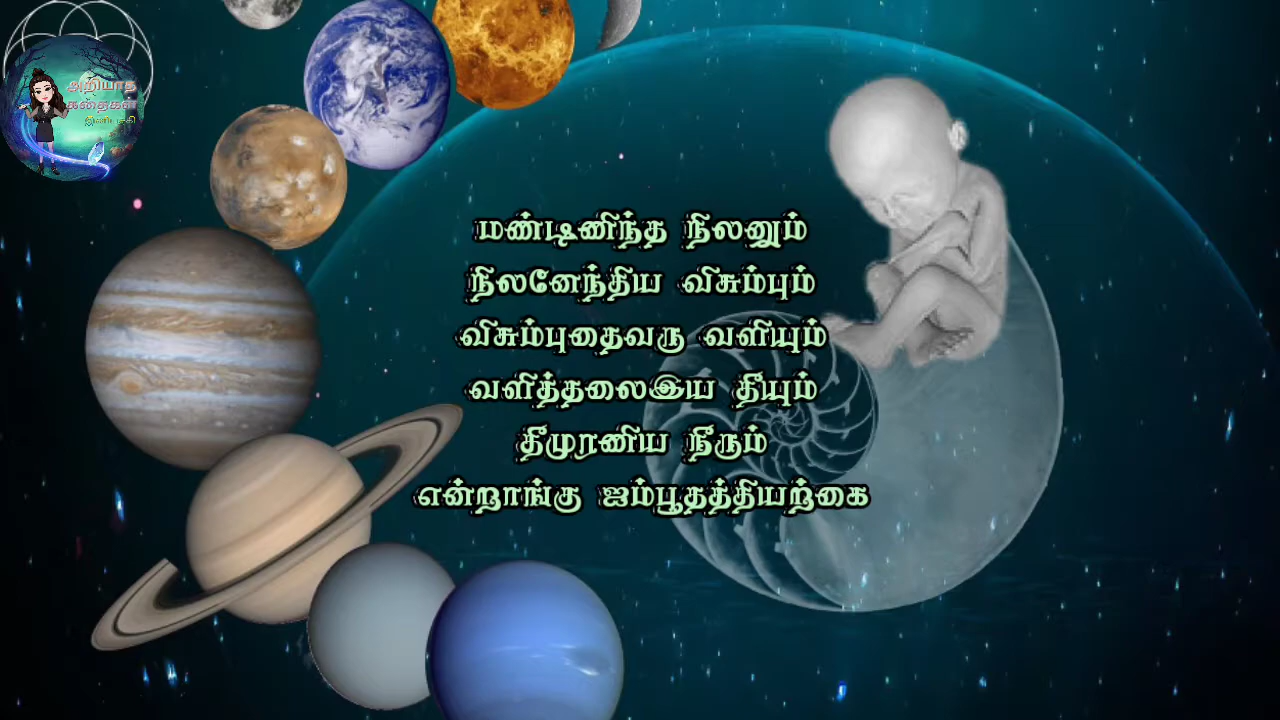 அறியாத
கதைகள்
மண்டிணிந்த நிலனும்
நிலனேந்திய விசும்பும்
விசும்புதைவரு வளியும்
வளித்தலைஇய தீயும்
தீமுரணிய நீரும்
என்றாங்கு ஐம்பூதத்தியற்கை